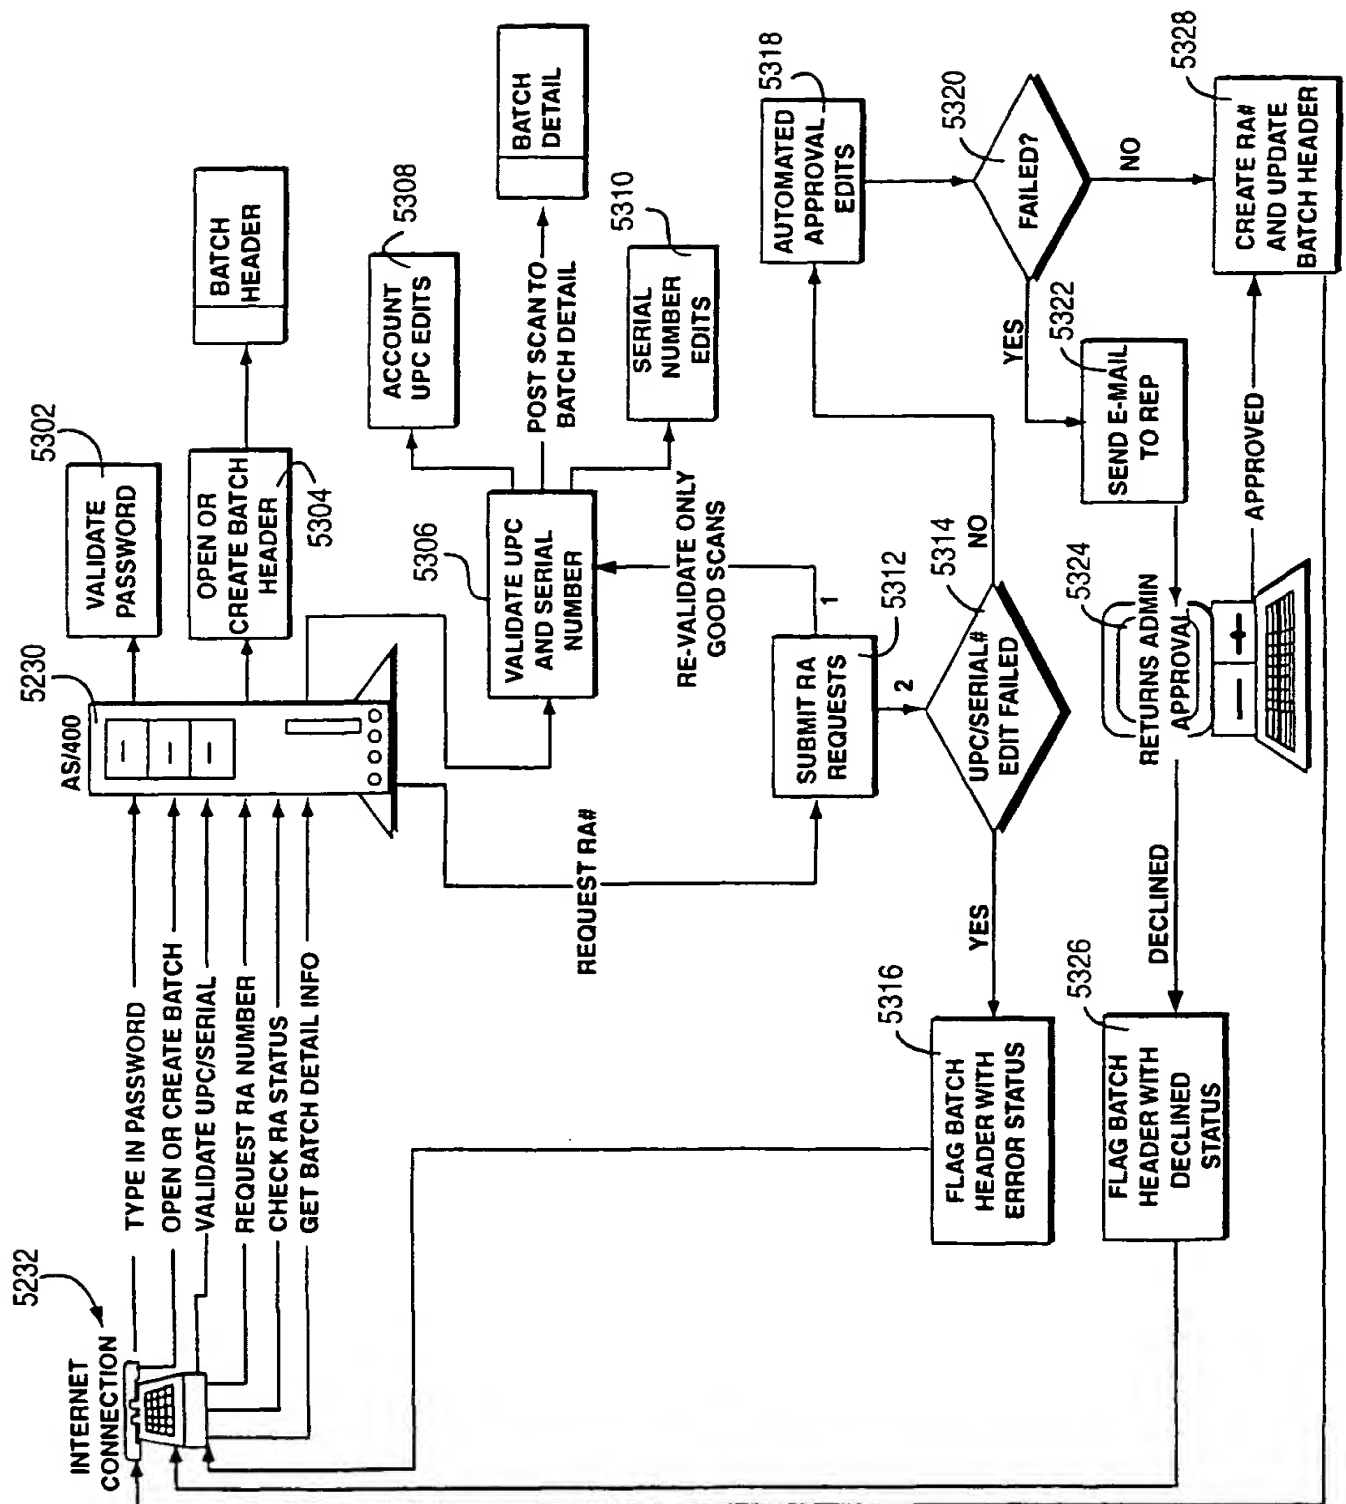 INTERNET
CONNECTION
5232
TYPE IN PASSWORD
OPEN OR CREATE BATCH
VALIDATE UPC/SERIAL
REQUEST RA NUMBER
CHECK RA STATUS
GET BATCH DETAIL INFO
AS/400
5230
VALIDATE
PASSWORD
5302
OPEN OR
CREATE BATCH
HEADER
5304
BATCH
HEADER
REQUEST RA#
VALIDATE UPC
AND SERIAL
NUMBER
5306
ACCOUNT
UPC EDITS
5308
POST SCAN TO
BATCH DETAIL
BATCH
DETAIL
SERIAL
NUMBER
EDITS
5310
RE-VALIDATE ONLY
GOOD SCANS
SUBMIT RA
REQUESTS
5312
1
2
UPC/SERIAL#
EDIT FAILED
5314
YES
NO
FLAG BATCH
HEADER WITH
ERROR STATUS
5316
AUTOMATED
APPROVAL
EDITS
5318
FAILED?
5320
YES
NO
SEND E-MAIL
TO REP
5322
RETURNS ADMIN
APPROVAL
5324
DECLINED
APPROVED
FLAG BATCH
HEADER WITH
DECLINED
STATUS
5326
CREATE RA#
AND UPDATE
BATCH HEADER
5328